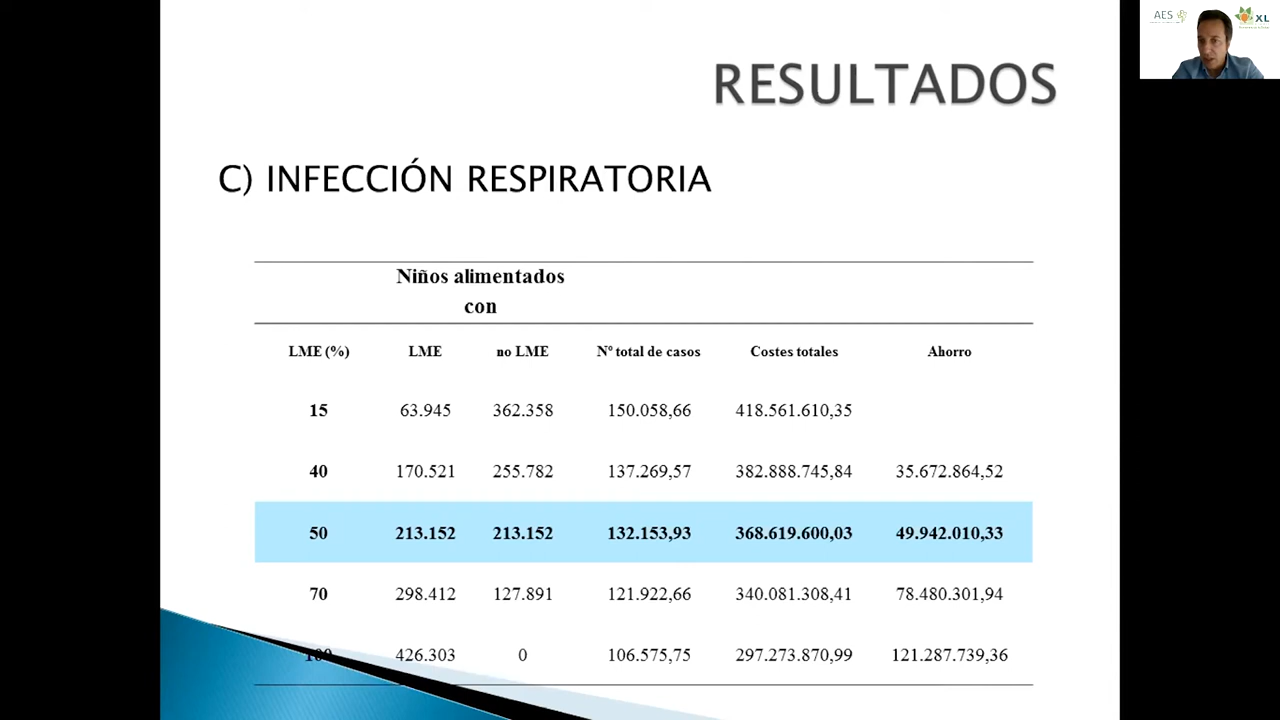 AES
XL
RESULTADOS
C) INFECCIÓN RESPIRATORIA
Niños alimentados
con
LME (%) LME no LME Nº total de casos Costes totales Ahorro
15 63.945 362.358 150.058,66 418.561.610,35
40 170.521 255.782 137.269,57 382.888.745,84 35.672.864,52
50 213.152 213.152 132.153,93 368.619.600,03 49.942.010,33
70 298.412 127.891 121.922,66 340.081.308,41 78.480.301,94
100 426.303 0 106.575,75 297.273.870,99 121.287.739,36